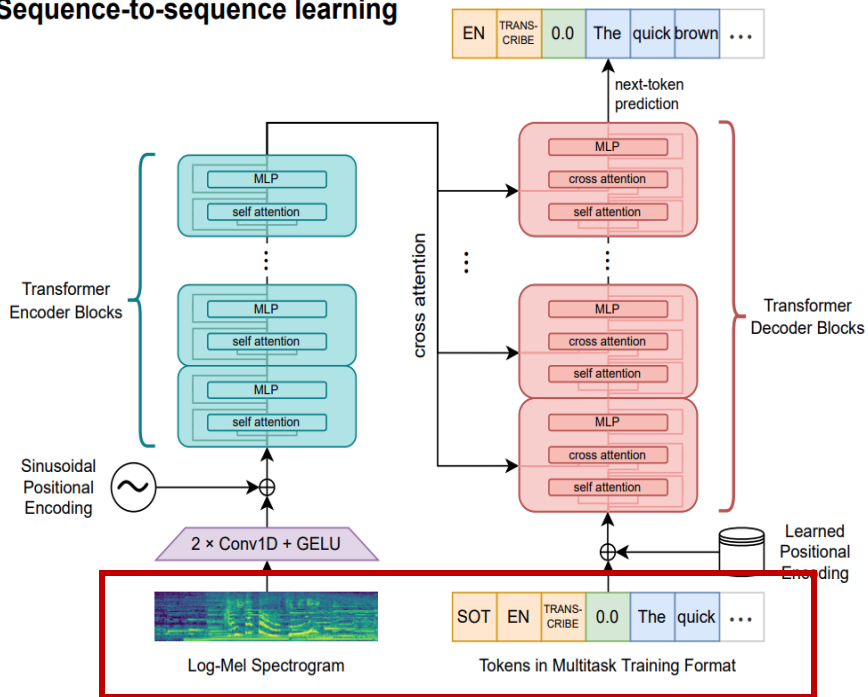 Sequence-to-sequence learning
EN TRANS-CRIBE 0.0 The quick brown ...
next-token
prediction
MLP
self attention
...
MLP
self attention
MLP
self attention
Transformer
Encoder Blocks
Sinusoidal
Positional
Encoding
2 × Conv1D + GELU
cross attention
...
MLP
cross attention
self attention
...
MLP
cross attention
self attention
MLP
cross attention
self attention
Transformer
Decoder Blocks
Learned
Positional
Encoding
SOT EN TRANS-CRIBE 0.0 The quick ...
Log-Mel Spectrogram
Tokens in Multitask Training Format